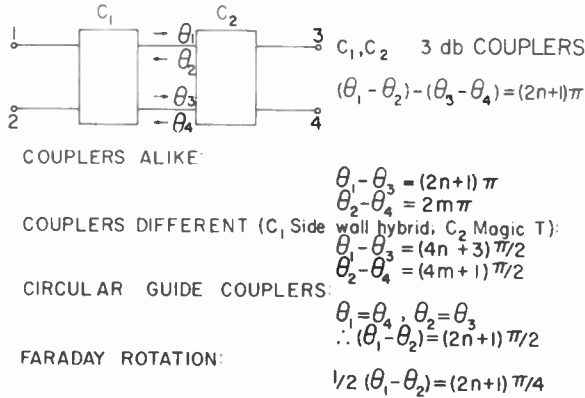 C₁ C₂
1 → θ₁ 3
← θ₂
C₁,C₂ 3 db COUPLERS
(θ₁ - θ₂)-(θ₃ - θ₄)=(2n+1)π
→ θ₃
2 ← θ₄ 4
COUPLERS ALIKE:
θ₁-θ₃ =(2n+1)π
θ₂-θ₄ = 2mπ
COUPLERS DIFFERENT (C₁ Side wall hybrid, C₂ Magic T):
θ₁-θ₃ =(4n +3)π/2
θ₂-θ₄ =(4m+1)π/2
CIRCULAR GUIDE COUPLERS:
θ₁=θ₄ , θ₂=θ₃
∴(θ₁-θ₂)=(2n+1)π/2
FARADAY ROTATION:
1/2 (θ₁-θ₂)=(2n+1)π/4